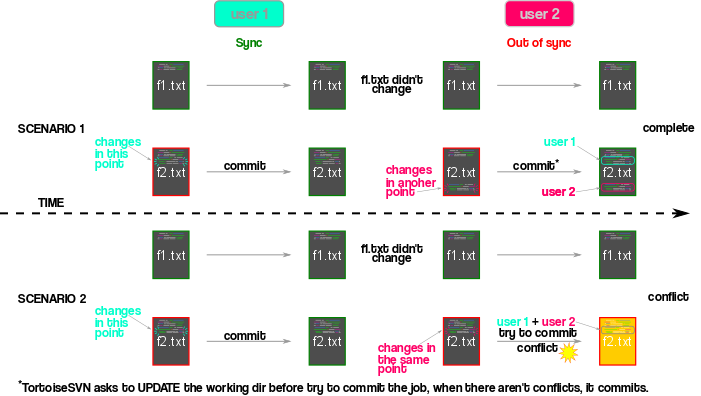 user 1
user 2
Sync
Out of sync
f1.txt
f1.txt
f1.txt didn't
change
f1.txt
f1.txt
SCENARIO 1
complete
changes
in this
point
f2.txt
commit
f2.txt
changes
in anoher
point
f2.txt
commit*
user 1
f2.txt
user 2
TIME
f1.txt
f1.txt
f1.txt didn't
change
f1.txt
f1.txt
SCENARIO 2
conflict
changes
in this
point
f2.txt
commit
f2.txt
changes in
the same
point
f2.txt
user 1 + user 2
try to commit
conflict
f2.txt
*TortoiseSVN asks to UPDATE the working dir before try to commit the job, when there aren't conflicts, it commits.